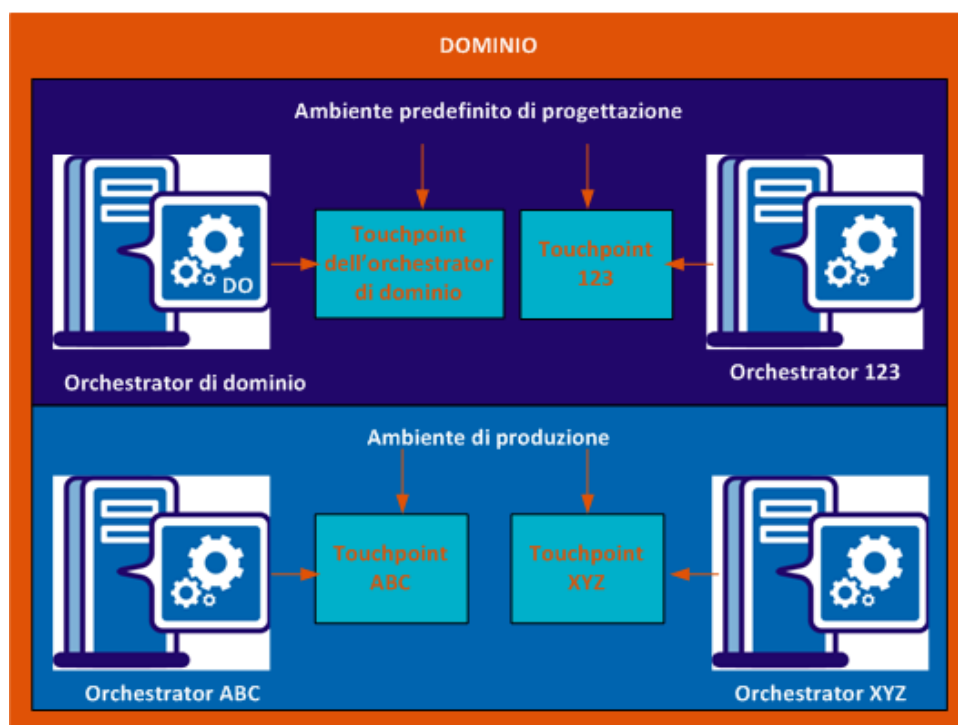 DOMINIO
Ambiente predefinito di progettazione
Touchpoint
dell'orchestrator
di dominio
Touchpoint
123
DO
Orchestrator di dominio
Orchestrator 123
Ambiente di produzione
Touchpoint
ABC
Touchpoint
XYZ
Orchestrator ABC
Orchestrator XYZ